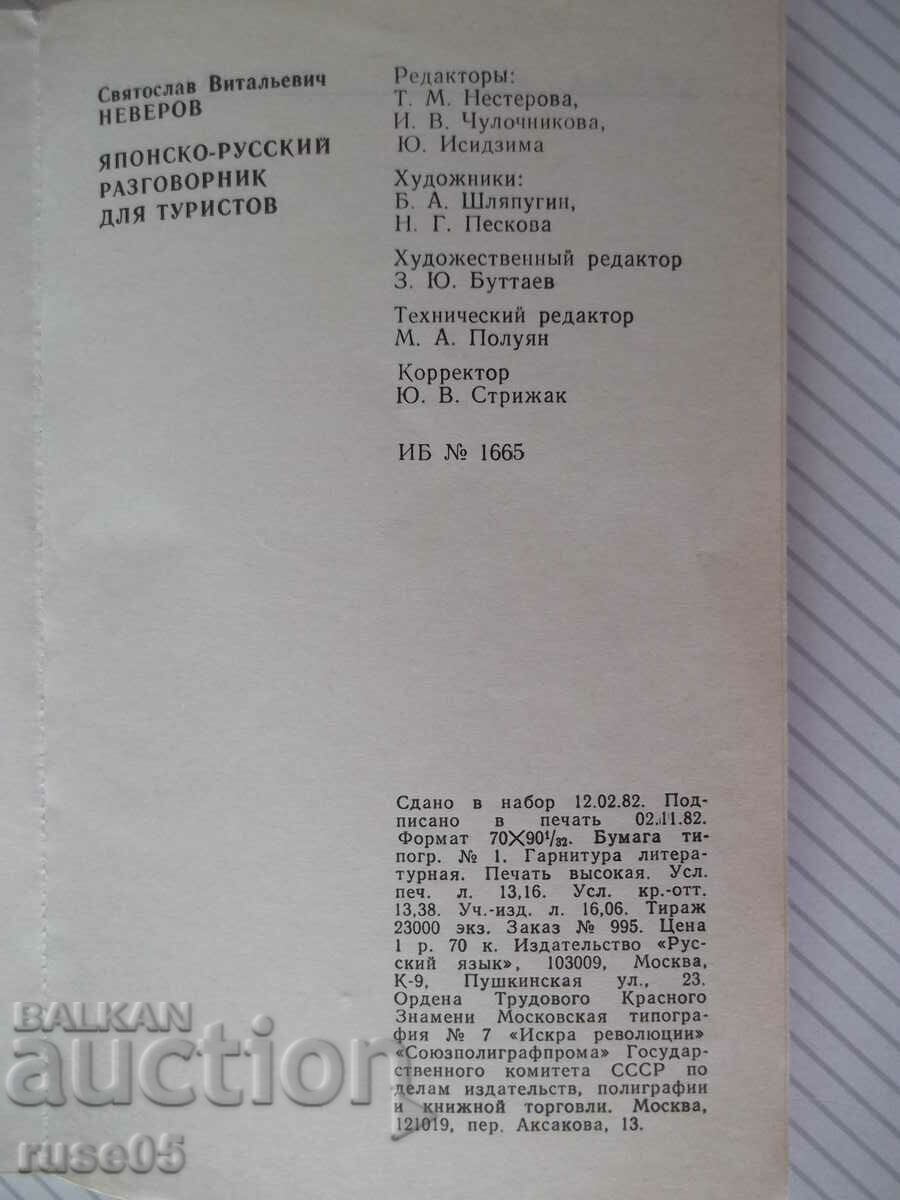 Святослав Витальевич
НЕВЕРОВ
ЯПОНСКО-РУССКИЙ
РАЗГОВОРНИК
ДЛЯ ТУРИСТОВ
Редакторы:
Т. М. Нестерова,
И. В. Чулочникова,
Ю. Исидзима
Художники:
Б. А. Шляпугин,
Н. Г. Пескова
Художественный редактор
З. Ю. Буттаев
Технический редактор
М. А. Полуян
Корректор
Ю. В. Стрижак
ИБ № 1665
Сдано в набор 12.02.82. Под-
писано в печать 02.11.82.
Формат 70×90¹/₃₂. Бумага ти-
погр. № 1. Гарнитура литера-
турная. Печать высокая. Усл.
печ. л. 13,16. Усл. кр.-отт.
13,38. Уч.-изд. л. 16,06. Тираж
23000 экз. Заказ № 995. Цена
1 р. 70 к. Издательство «Рус-
ский язык», 103009, Москва,
К-9, Пушкинская ул., 23.
Ордена Трудового Красного
Знамени Московская типогра-
фия № 7 «Искра революции»
«Союзполиграфпрома» Государ-
ственного комитета СССР по
делам издательств, полиграфии
и книжной торговли. Москва,
121019, пер. Аксакова, 13.
BALKAN
auction
ruse05